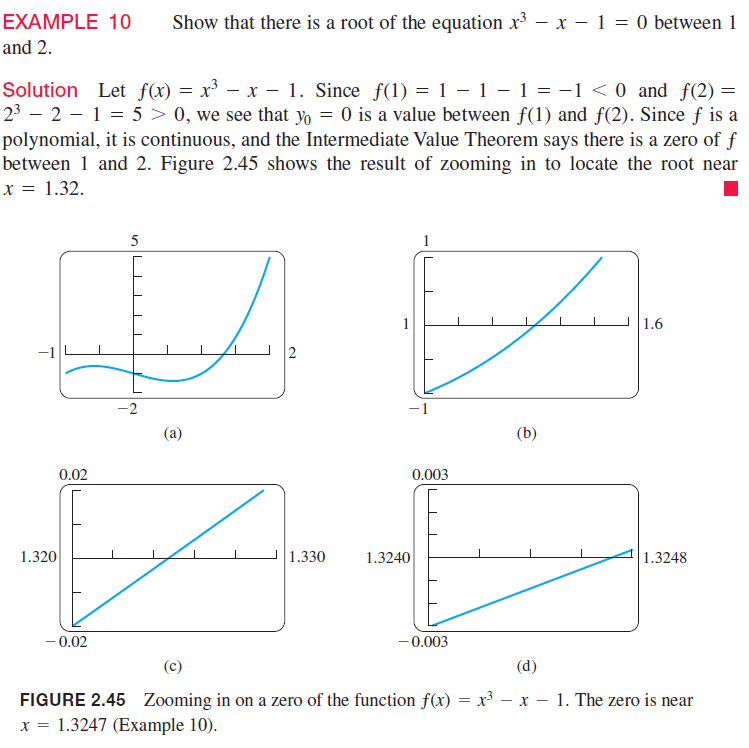 EXAMPLE 10 Show that there is a root of the equation x³ − x − 1 = 0 between 1
and 2.
Solution Let f(x) = x³ − x − 1. Since f(1) = 1 − 1 − 1 = −1 < 0 and f(2) =
2³ − 2 − 1 = 5 > 0, we see that y₀ = 0 is a value between f(1) and f(2). Since f is a
polynomial, it is continuous, and the Intermediate Value Theorem says there is a zero of f
between 1 and 2. Figure 2.45 shows the result of zooming in to locate the root near
x = 1.32.
5
−1
2
−2
(a)
1
1
1.6
−1
(b)
0.02
1.320
1.330
−0.02
(c)
0.003
1.3240
1.3248
−0.003
(d)
FIGURE 2.45 Zooming in on a zero of the function f(x) = x³ − x − 1. The zero is near
x = 1.3247 (Example 10).